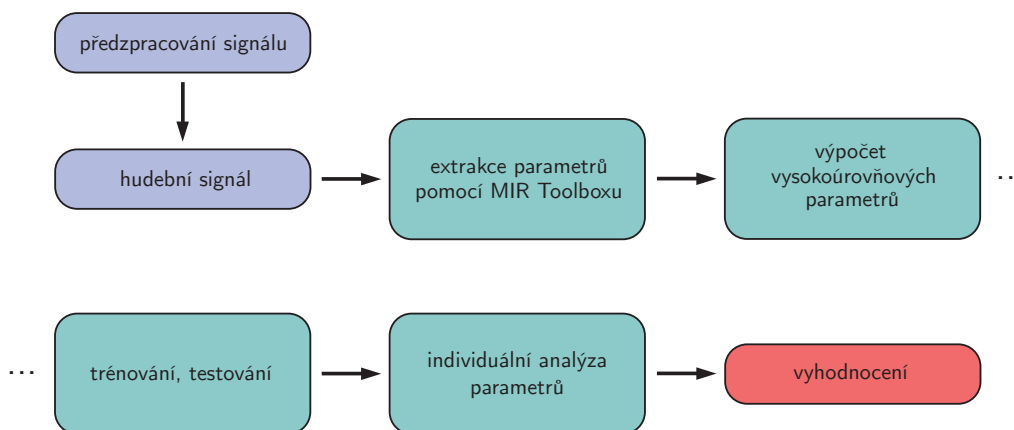 předzpracování signálu
hudební signál
extrakce parametrů
pomocí MIR Toolboxu
výpočet
vysokoúrovňových
parametrů
...
...
trénování, testování
individuální analýza
parametrů
vyhodnocení